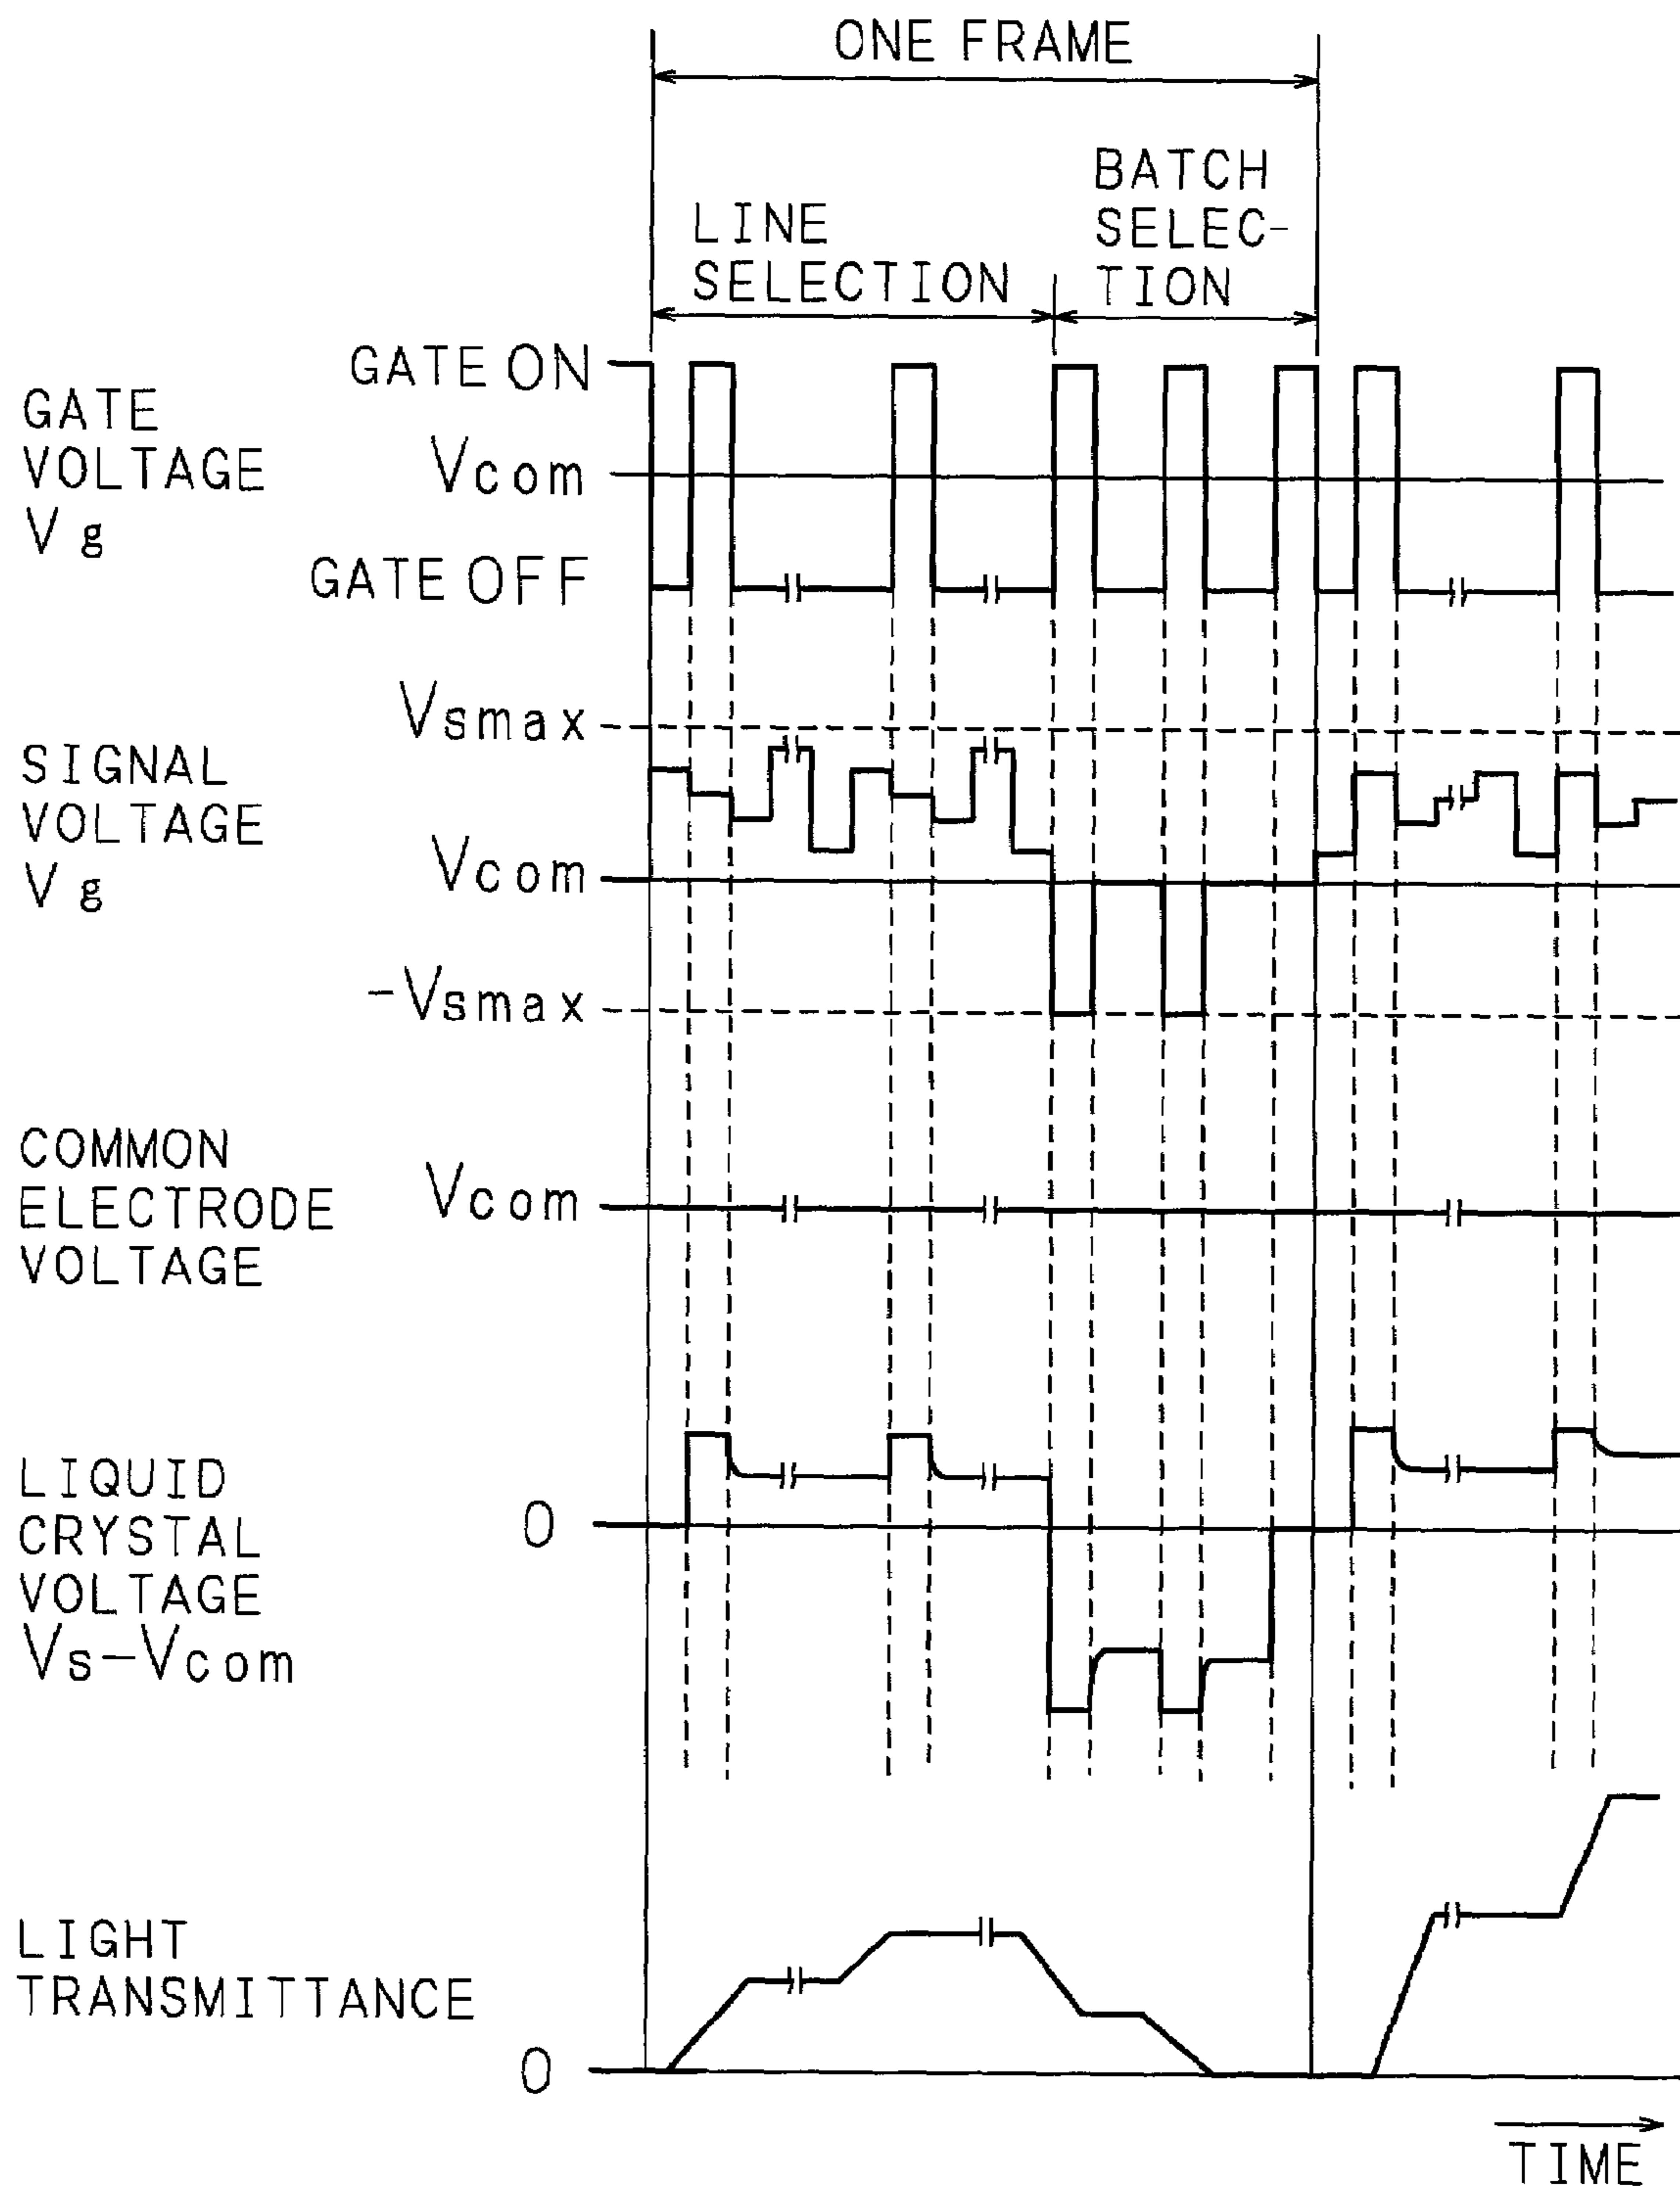 ONE FRAME
BATCH
SELEC-
TION
LINE
SELECTION
GATE
VOLTAGE
Vg
GATE ON
Vcom
GATE OFF
SIGNAL
VOLTAGE
Vg
Vsmax
Vcom
-Vsmax
COMMON
ELECTRODE
VOLTAGE
Vcom
LIQUID
CRYSTAL
VOLTAGE
Vs-Vcom
0
LIGHT
TRANSMITTANCE
0
TIME